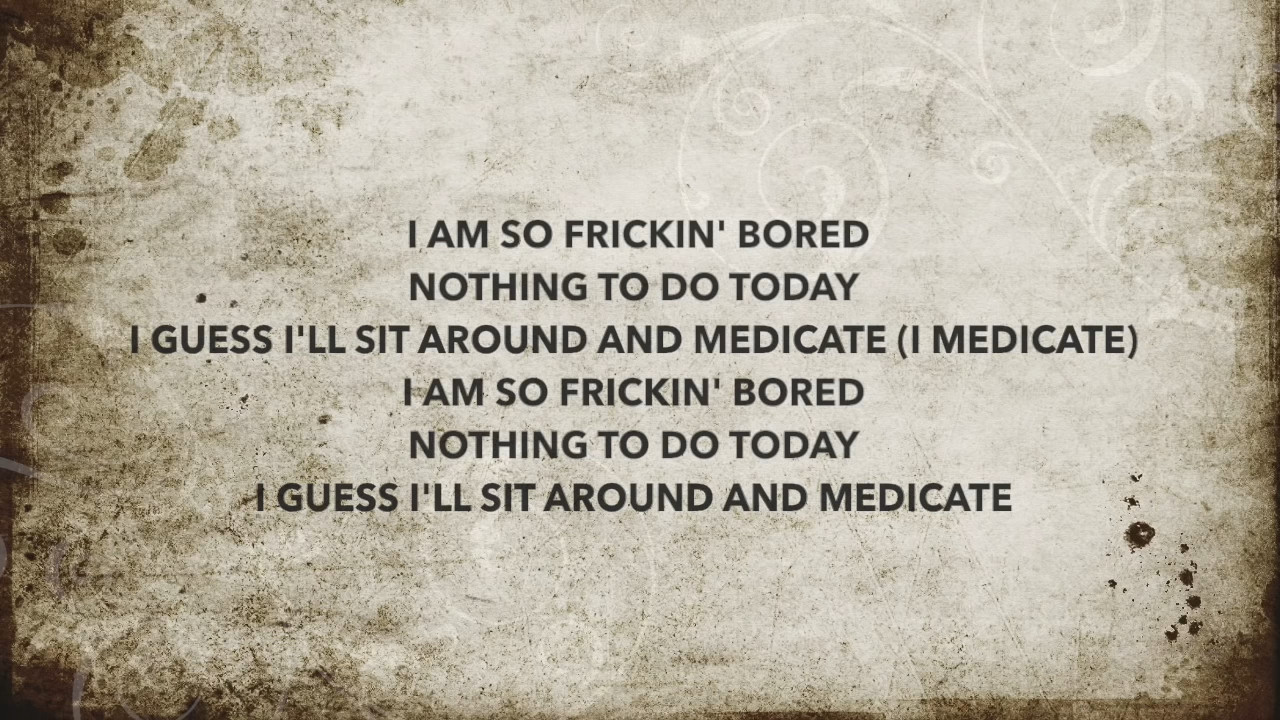 I AM SO FRICKIN' BORED
NOTHING TO DO TODAY
I GUESS I'LL SIT AROUND AND MEDICATE (I MEDICATE)
I AM SO FRICKIN' BORED
NOTHING TO DO TODAY
I GUESS I'LL SIT AROUND AND MEDICATE